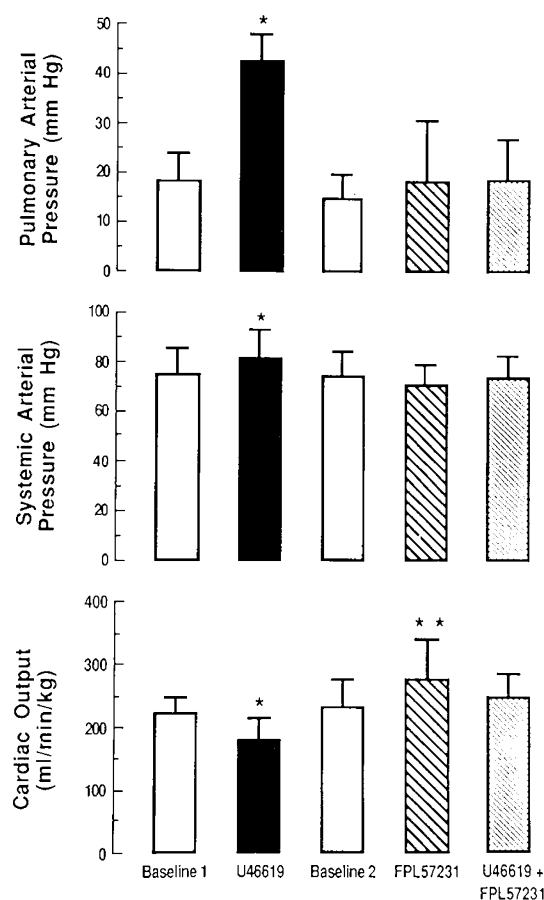 Pulmonary Arterial
Pressure (mm Hg)
50
40
30
20
10
0
*
Systemic Arterial
Pressure (mm Hg)
100
80
60
40
20
0
*
Cardiac Output
(ml/min/kg)
400
300
200
100
0
*
* *
Baseline 1 U46619 Baseline 2 FPL57231 U46619 +
FPL57231